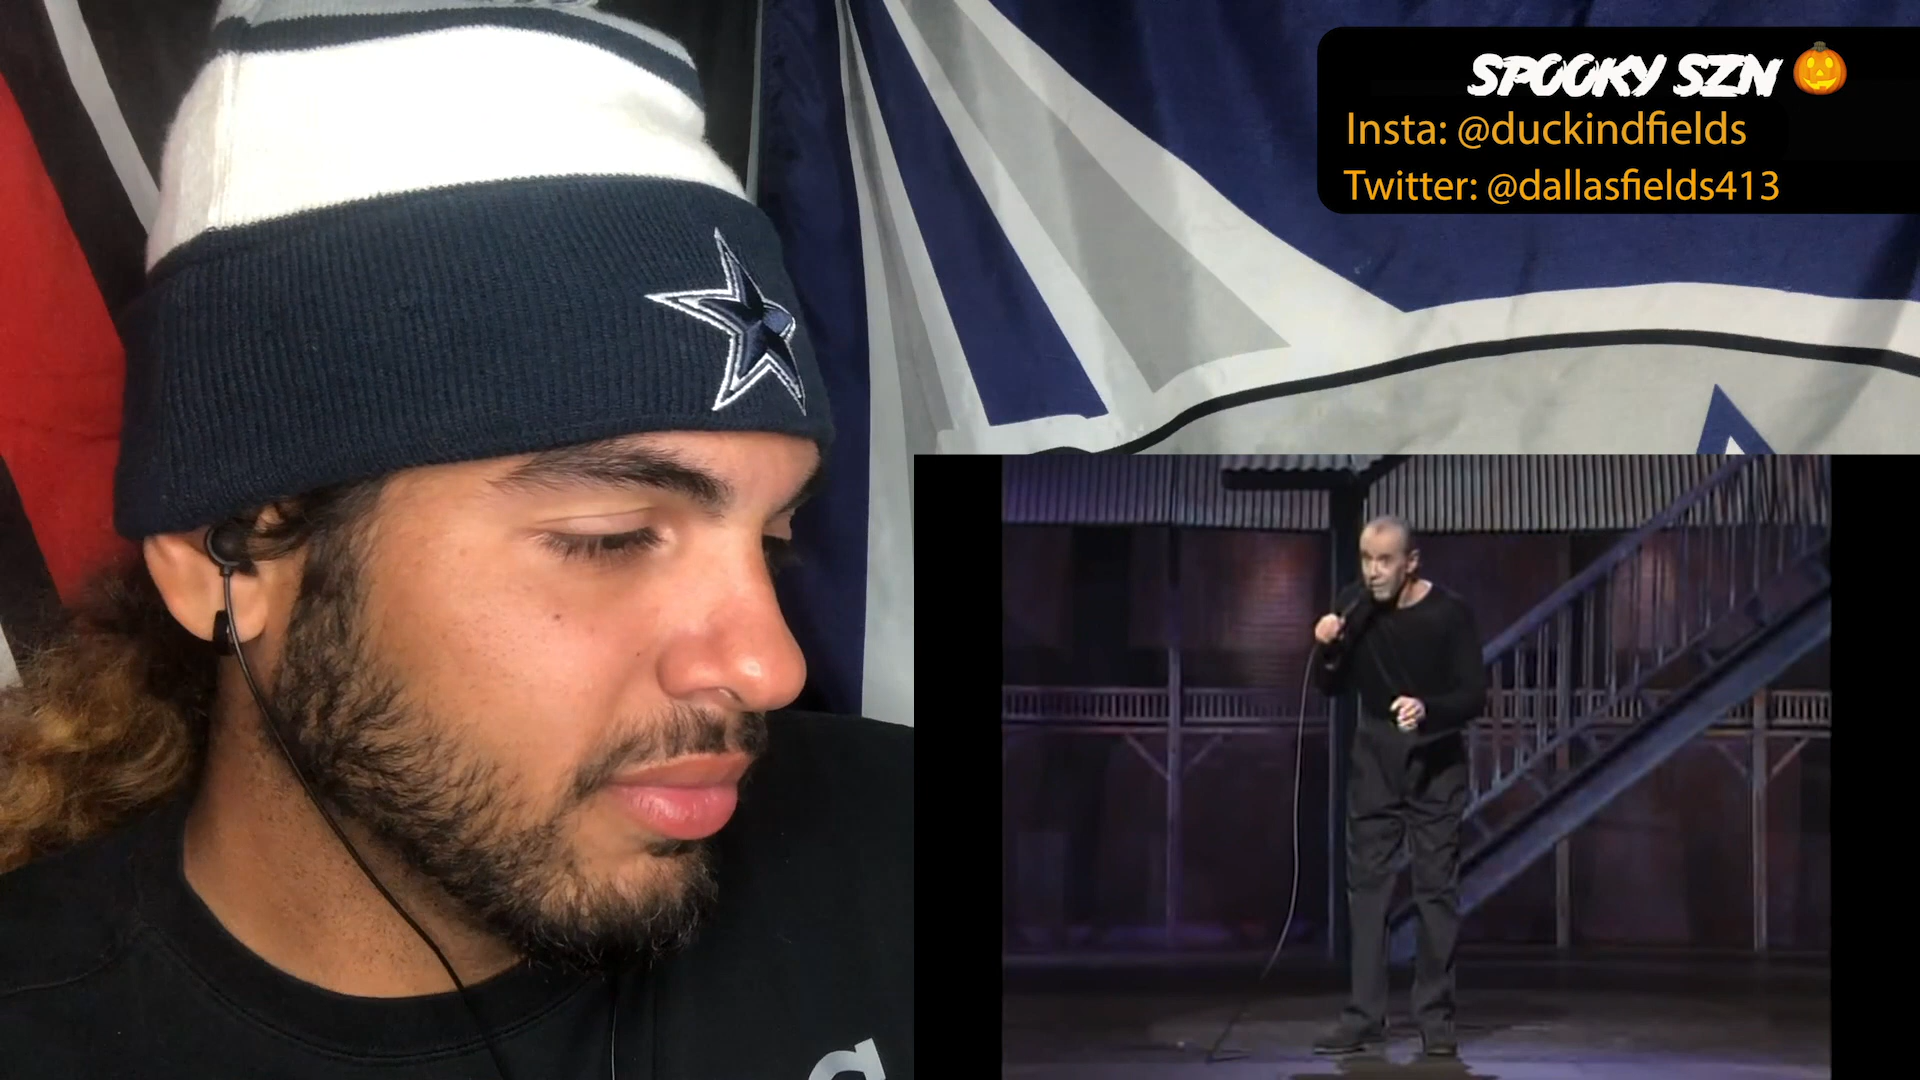 SPOOKY SZN 🎃
Insta: @duckindfields
Twitter: @dallasfields413